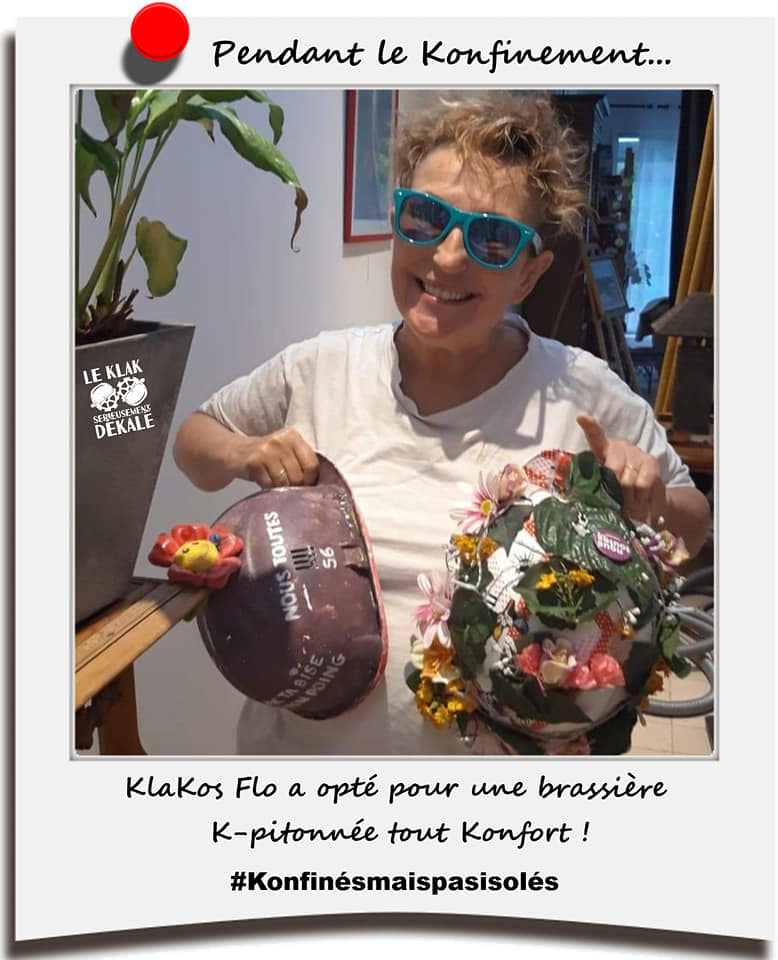 Pendant le Konfinement...
LE KLAK
SERIEUSEMENT
DEKALE
NOUS TOUTES
56
TA BISE
POING
KlaKos Flo a opté pour une brassière
K-pitonnée tout Konfort !
#Konfinésmaispasisolés